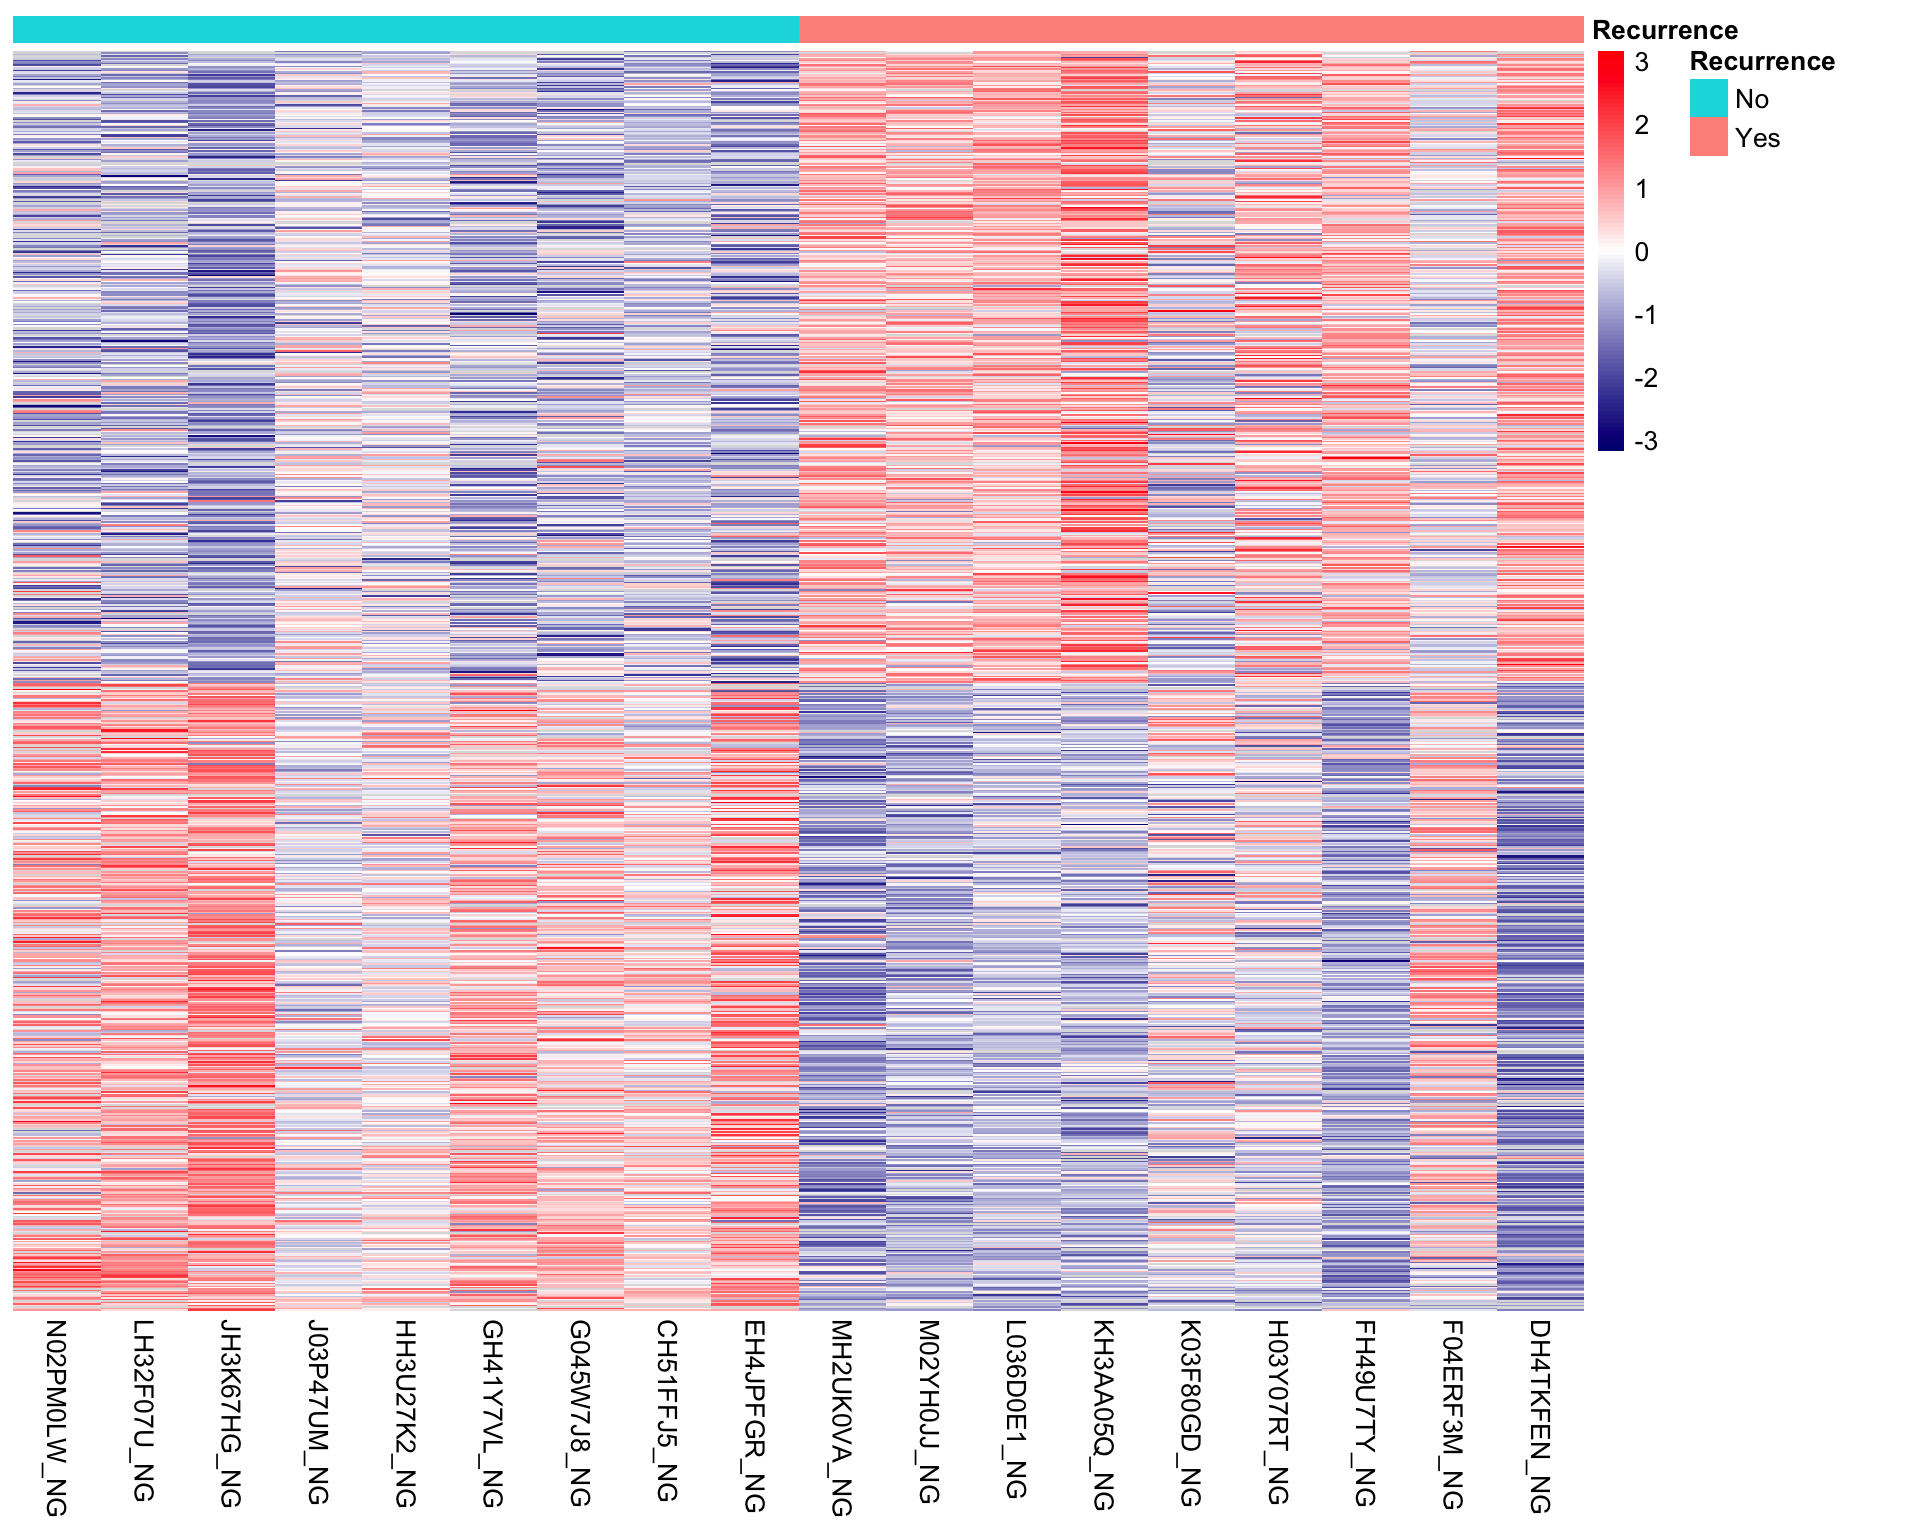 Recurrence
3
2
1
0
-1
-2
-3
Recurrence
No
Yes
N02PM0LW_NG
LH32F07U_NG
JH3K67HG_NG
J03P47UM_NG
HH3U27K2_NG
GH41Y7VL_NG
G045W7J8_NG
CH51FFJ5_NG
EH4JPFGR_NG
MH2UK0VA_NG
M02YH0JJ_NG
L036D0E1_NG
KH3AA05Q_NG
K03F80GD_NG
H03Y07RT_NG
FH49U7TY_NG
F04ERF3M_NG
DH4TKFEN_NG